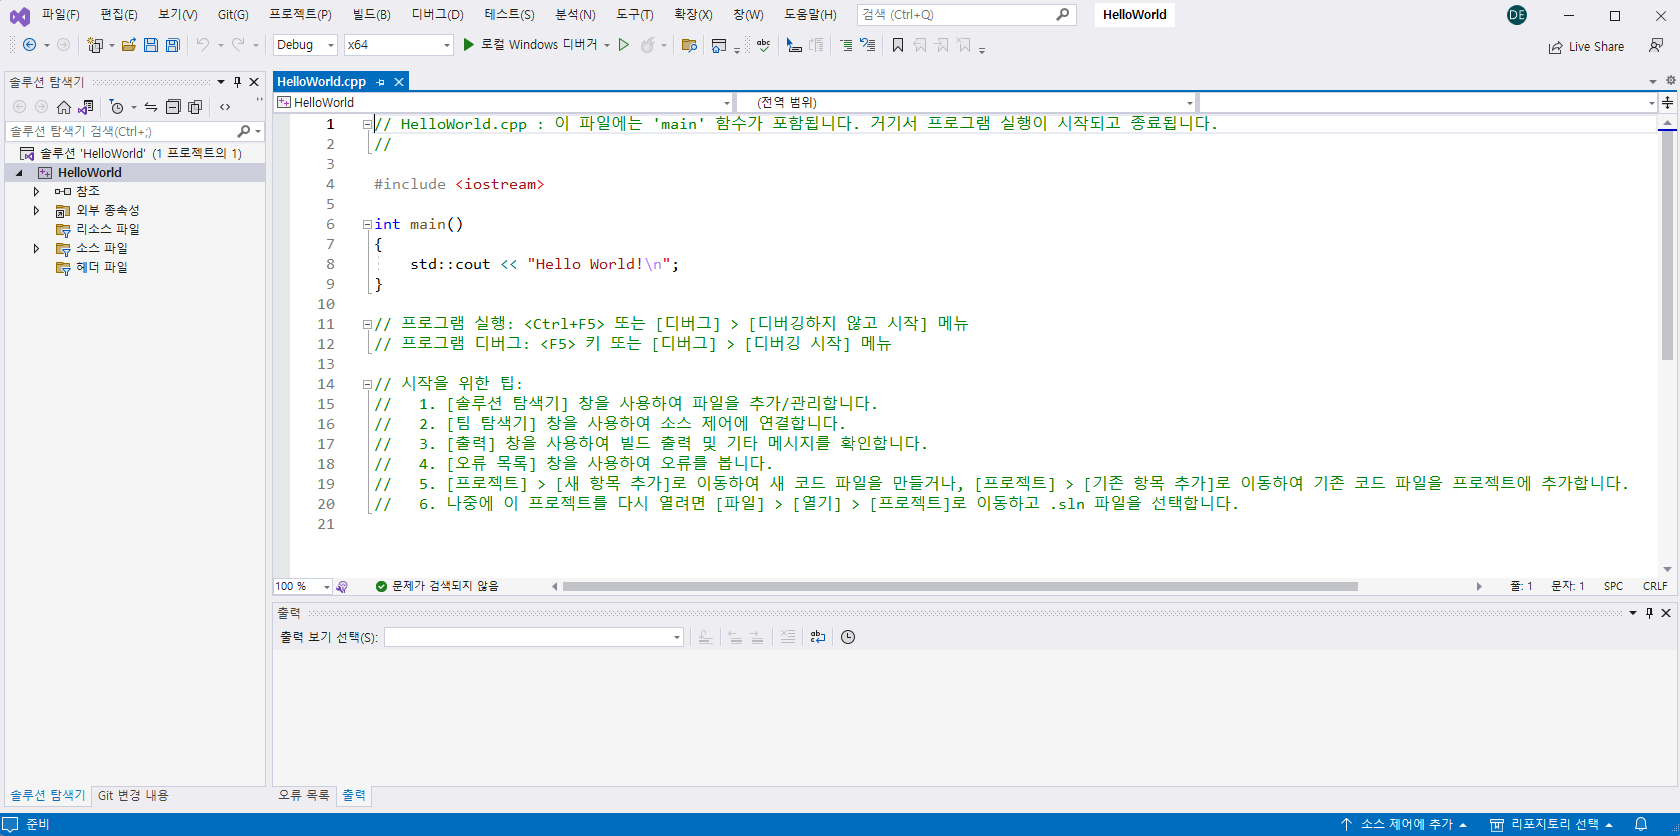 파일(F) 편집(E) 보기(V) Git(G) 프로젝트(P) 빌드(B) 디버그(D) 테스트(S) 분석(N) 도구(T) 확장(X) 창(W) 도움말(H) 검색 (Ctrl+Q) HelloWorld DE
Debug x64 로컬 Windows 디버거 Live Share
솔루션 탐색기
솔루션 탐색기 검색(Ctrl+;)
솔루션 'HelloWorld' (1 프로젝트의 1)
HelloWorld
참조
외부 종속성
리소스 파일
소스 파일
헤더 파일
솔루션 탐색기 Git 변경 내용
HelloWorld.cpp
HelloWorld (전역 범위)
1 // HelloWorld.cpp : 이 파일에는 'main' 함수가 포함됩니다. 거기서 프로그램 실행이 시작되고 종료됩니다.
2 //
3
4 #include <iostream>
5
6 int main()
7 {
8 std::cout << "Hello World!\n";
9 }
10
11 // 프로그램 실행: <Ctrl+F5> 또는 [디버그] > [디버깅하지 않고 시작] 메뉴
12 // 프로그램 디버그: <F5> 키 또는 [디버그] > [디버깅 시작] 메뉴
13
14 // 시작을 위한 팁:
15 // 1. [솔루션 탐색기] 창을 사용하여 파일을 추가/관리합니다.
16 // 2. [팀 탐색기] 창을 사용하여 소스 제어에 연결합니다.
17 // 3. [출력] 창을 사용하여 빌드 출력 및 기타 메시지를 확인합니다.
18 // 4. [오류 목록] 창을 사용하여 오류를 봅니다.
19 // 5. [프로젝트] > [새 항목 추가]로 이동하여 새 코드 파일을 만들거나, [프로젝트] > [기존 항목 추가]로 이동하여 기존 코드 파일을 프로젝트에 추가합니다.
20 // 6. 나중에 이 프로젝트를 다시 열려면 [파일] > [열기] > [프로젝트]로 이동하고 .sln 파일을 선택합니다.
21
100 % 문제가 검색되지 않음 줄: 1 문자: 1 SPC CRLF
출력
출력 보기 선택(S):
오류 목록 출력
준비 소스 제어에 추가 리포지토리 선택